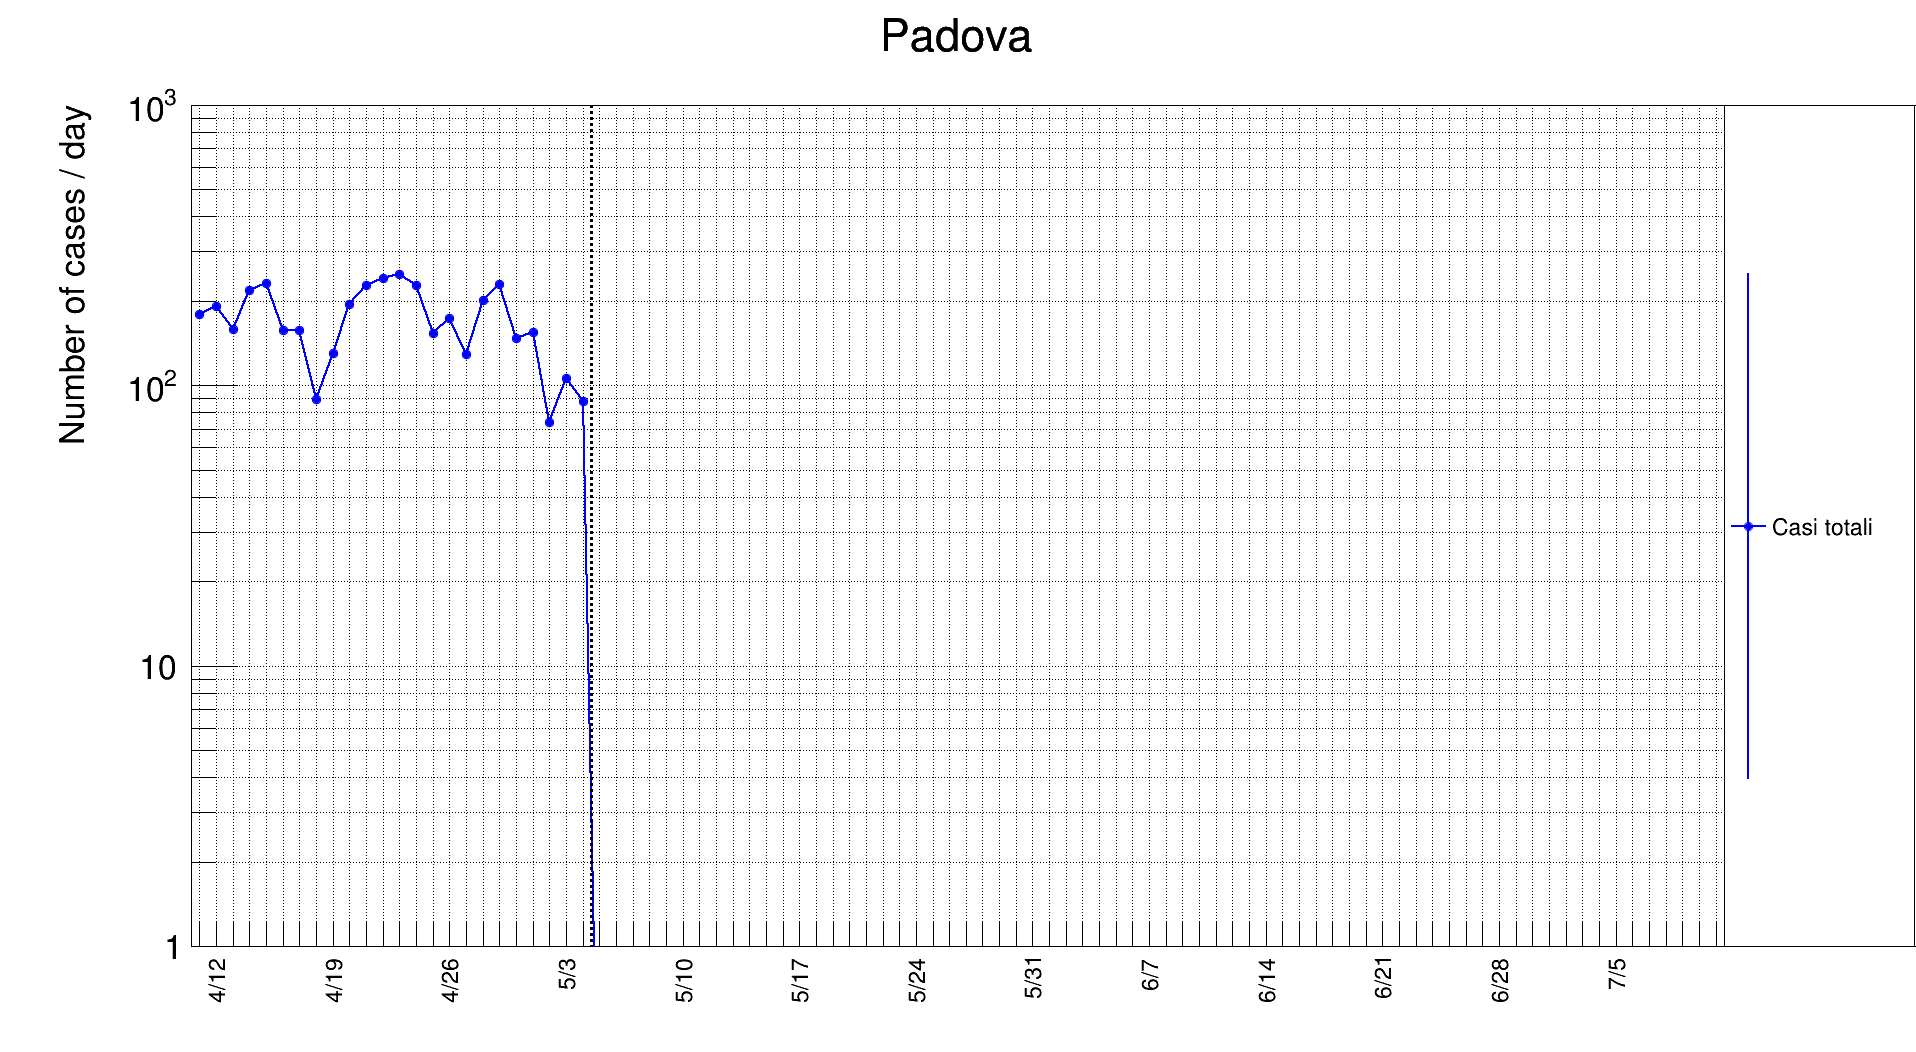 Padova
Number of cases / day
10³
10²
10
1
4/12 4/19 4/26 5/3 5/10 5/17 5/24 5/31 6/7 6/14 6/21 6/28 7/5
Casi totali